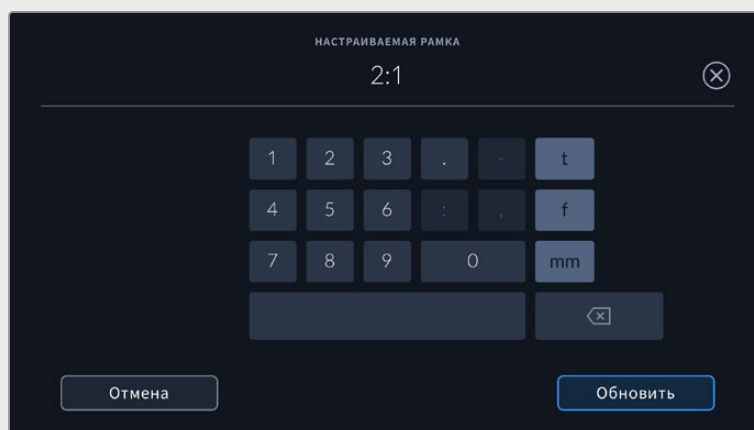 НАСТРАИВАЕМАЯ РАМКА
2:1
1 2 3 . - t
4 5 6 : , f
7 8 9 0 mm
Отмена Обновить